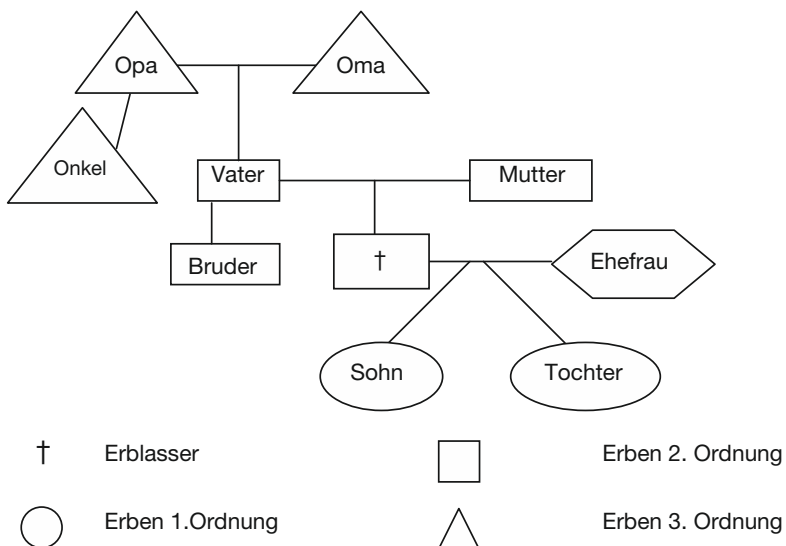 Opa
Oma
Onkel
Vater
Mutter
Bruder
†
Ehefrau
Sohn
Tochter
† Erblasser
Erben 2. Ordnung
Erben 1.Ordnung
Erben 3. Ordnung